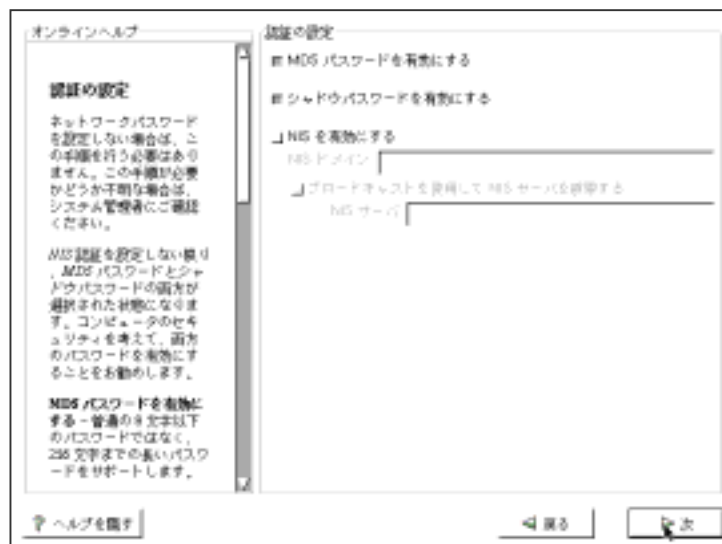 オンラインヘルプ
認証の設定
ネットワークパスワード
を設定しない場合は、こ
の手順を行う必要はあり
ません。この手順が必要
かどうか不明な場合は、
システム管理者にご確認
ください。
NIS 認証を設定しない限り
、MD5 パスワードとシャ
ドウパスワードの両方が
選択された状態になりま
す。コンピュータのセキ
ュリティを考えて、両方
のパスワードを有効にす
ることをお勧めします。
MD5 パスワードを有効に
する - 普通の 8 文字以下
のパスワードではなく、
256 文字までの長いパスワ
ードをサポートします。
認証の設定
MD5 パスワードを有効にする
シャドウパスワードを有効にする
NIS を有効にする
NIS ドメイン
ブロードキャストを使用して NIS サーバを検索する
NIS サーバ
? ヘルプを隠す
戻る
次